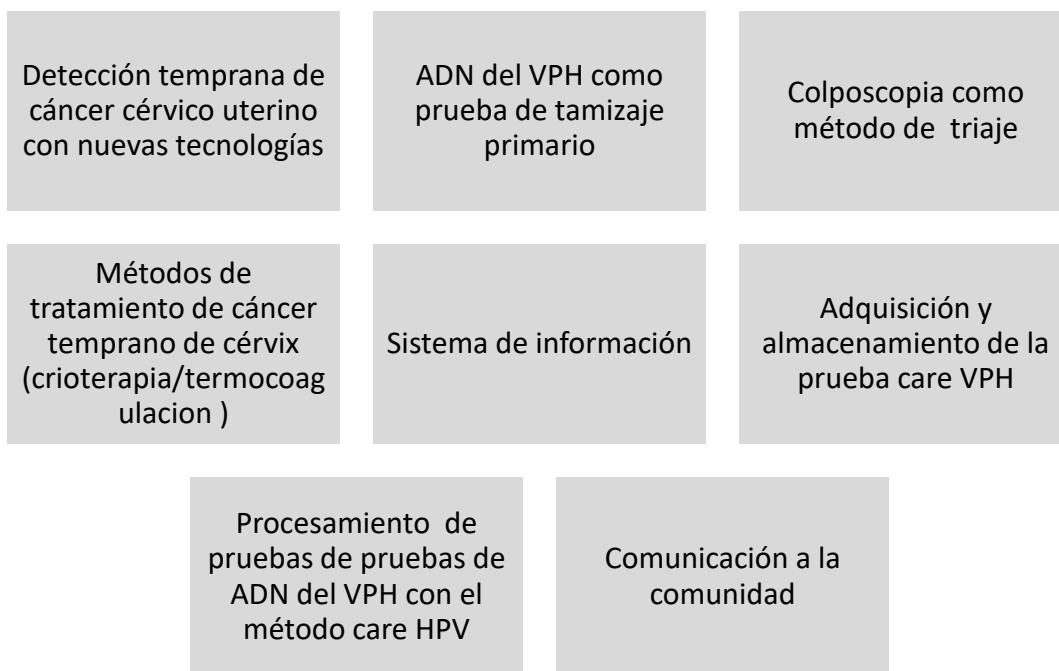 Detección temprana de
cáncer cérvico uterino
con nuevas tecnologías
ADN del VPH como
prueba de tamizaje
primario
Colposcopia como
método de  triaje
Métodos de
tratamiento de cáncer
temprano de cérvix
(crioterapia/termocoag
ulacion )
Sistema de información
Adquisición y
almacenamiento de la
prueba care VPH
Procesamiento  de
pruebas de pruebas de
ADN del VPH con el
método care HPV
Comunicación a la
comunidad